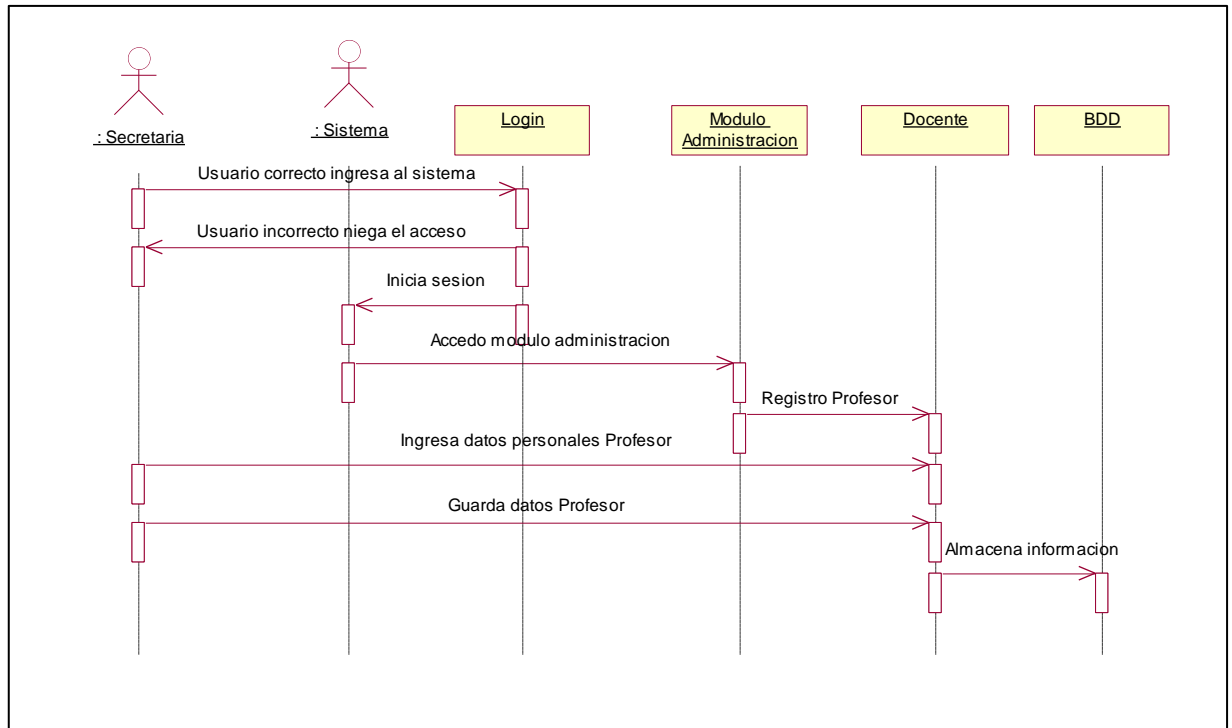 : Secretaria
: Sistema
Login
Modulo
Administracion
Docente
BDD
Usuario correcto ingresa al sistema
Usuario incorrecto niega el acceso
Inicia sesion
Accedo modulo administracion
Registro Profesor
Ingresa datos personales Profesor
Guarda datos Profesor
Almacena informacion